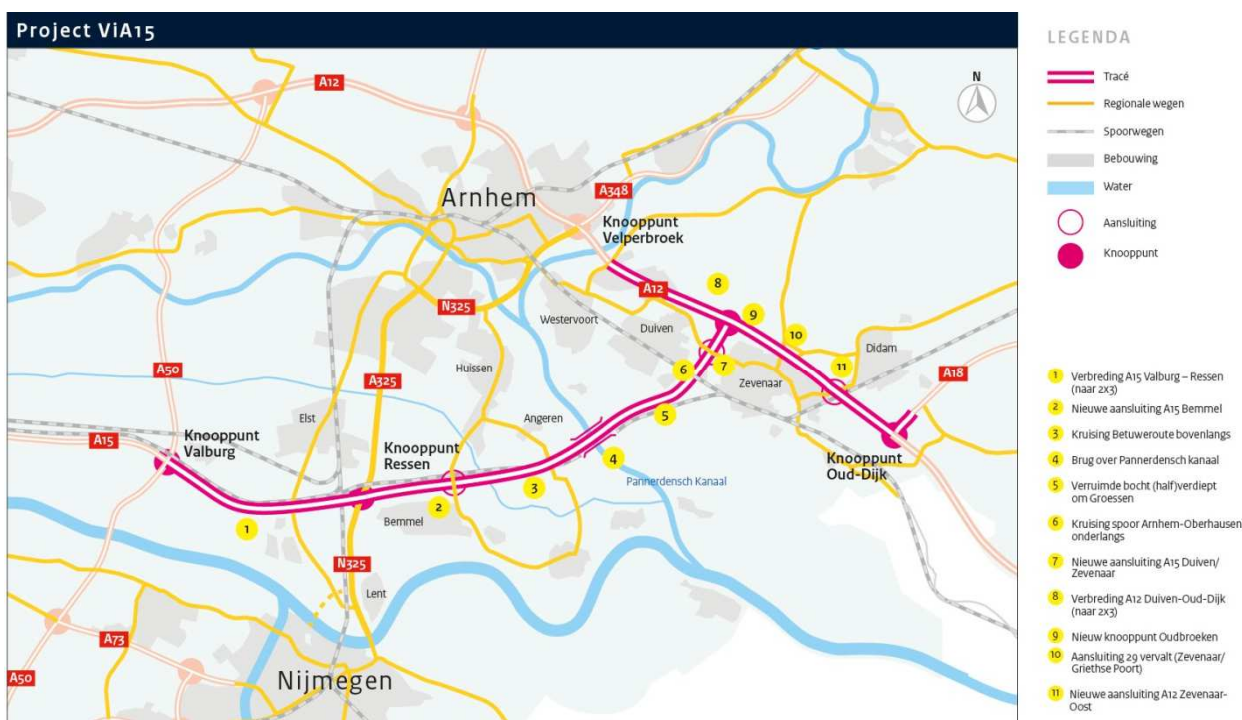 Project ViA15
A12
N
A348
Arnhem
Knooppunt
Velperbroek
A12
8
N325
Westervoort
Duiven
9
10
A50
A325
Huissen
6
7
Zevenaar
11
Didam
A18
Elst
Angeren
5
A15
Knooppunt
Valburg
Knooppunt
Ressen
4
Knooppunt
Oud-Dijk
3
Pannerdensch Kanaal
2
1
Bemmel
N325
Lent
A73
A50
Nijmegen
LEGENDA
Tracé
Regionale wegen
Spoorwegen
Bebouwing
Water
Aansluiting
Knooppunt
1 Verbreding A15 Valburg – Ressen
(naar 2x3)
2 Nieuwe aansluiting A15 Bemmel
3 Kruising Betuweroute bovenlangs
4 Brug over Pannerdensch kanaal
5 Verruimde bocht (half)verdiept
om Groessen
6 Kruising spoor Arnhem-Oberhausen
onderlangs
7 Nieuwe aansluiting A15 Duiven/
Zevenaar
8 Verbreding A12 Duiven-Oud-Dijk
(naar 2x3)
9 Nieuw knooppunt Oudbroeken
10 Aansluiting 29 vervalt (Zevenaar/
Griethse Poort)
11 Nieuwe aansluiting A12 Zevenaar-
Oost